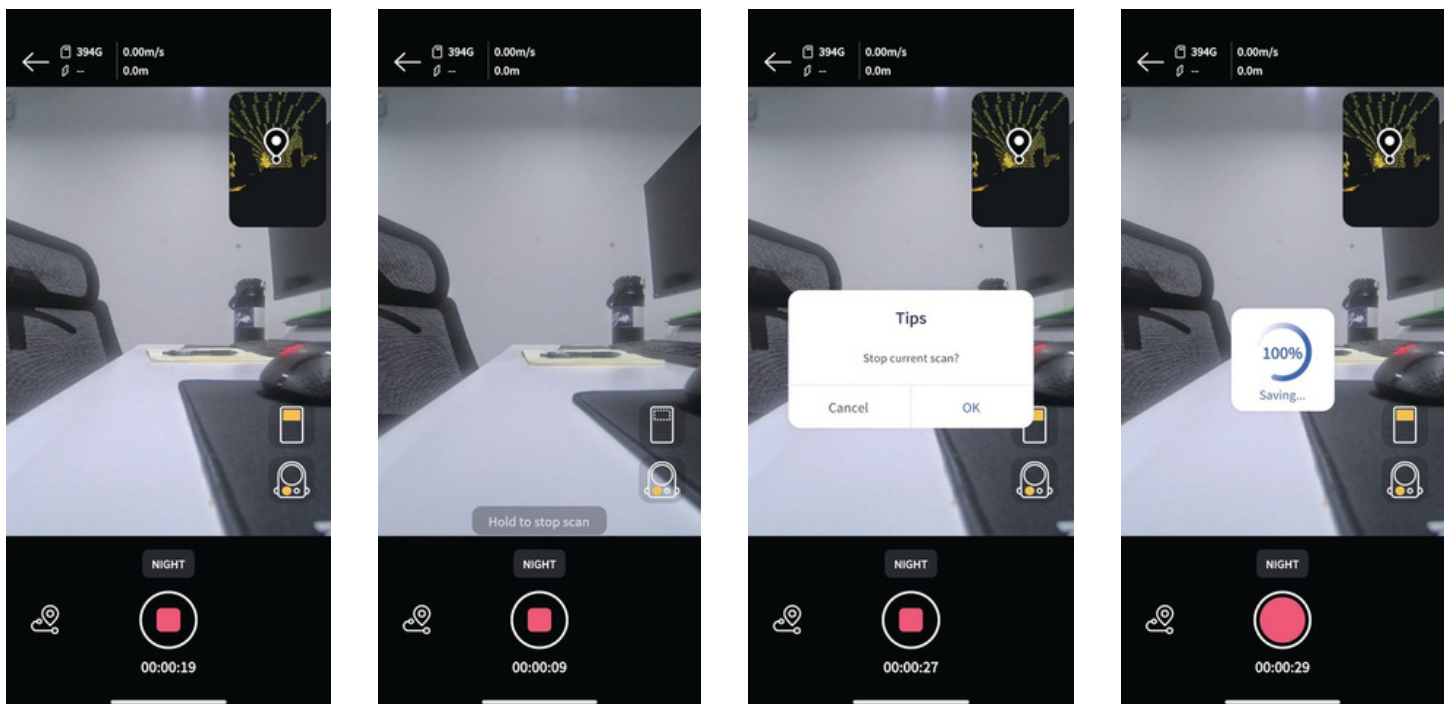 394G 0.00m/s
-- 0.0m
NIGHT
00:00:19
394G 0.00m/s
-- 0.0m
Hold to stop scan
NIGHT
00:00:09
394G 0.00m/s
-- 0.0m
Tips
Stop current scan?
Cancel OK
NIGHT
00:00:27
394G 0.00m/s
-- 0.0m
100%
Saving...
NIGHT
00:00:29